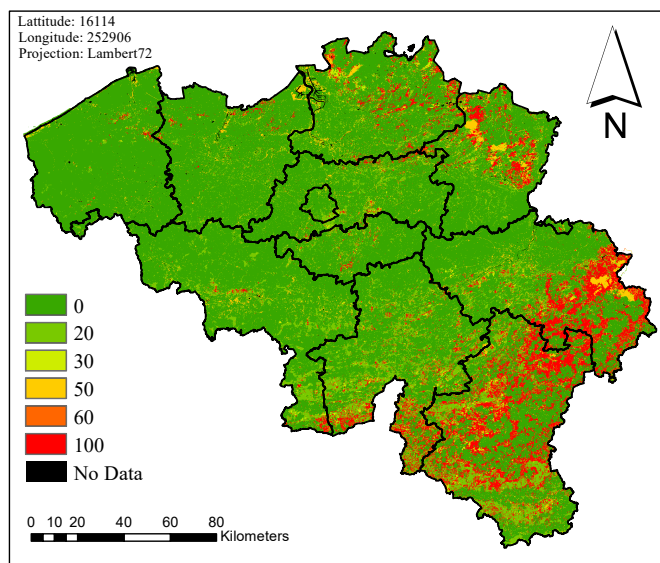 Lattitude: 16114
Longitude: 252906
Projection: Lambert72
N
0
20
30
50
60
100
No Data
0 10 20 40 60 80
Kilometers